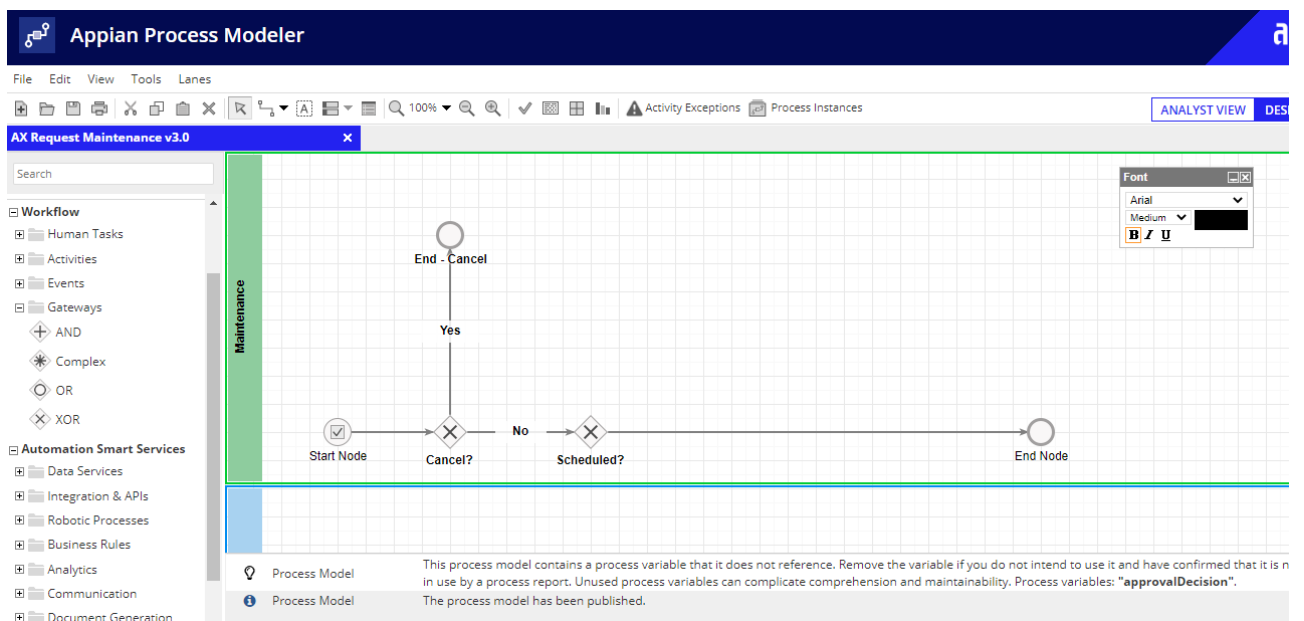 Appian Process Modeler
File Edit View Tools Lanes
100% Activity Exceptions Process Instances ANALYST VIEW
AX Request Maintenance v3.0
Search
Workflow
Human Tasks
Activities
Events
Gateways
AND
Complex
OR
XOR
Automation Smart Services
Data Services
Integration & APIs
Robotic Processes
Business Rules
Analytics
Communication
Document Generation
Maintenance
End - Cancel
Yes
No
Start Node
Cancel?
Scheduled?
End Node
Font
Arial
Medium
B I U
Process Model
This process model contains a process variable that it does not reference. Remove the variable if you do not intend to use it and have confirmed that it is
in use by a process report. Unused process variables can complicate comprehension and maintainability. Process variables: "approvalDecision".
Process Model
The process model has been published.